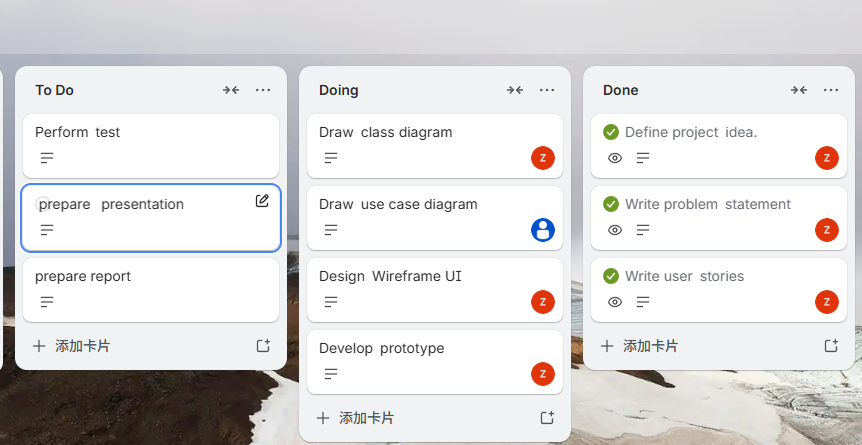 To Do
Perform test
prepare presentation
prepare report
添加卡片
Doing
Draw class diagram
Z
Draw use case diagram
Design Wireframe UI
Z
Develop prototype
Z
添加卡片
Done
Define project idea.
Z
Write problem statement
Z
Write user stories
Z
添加卡片